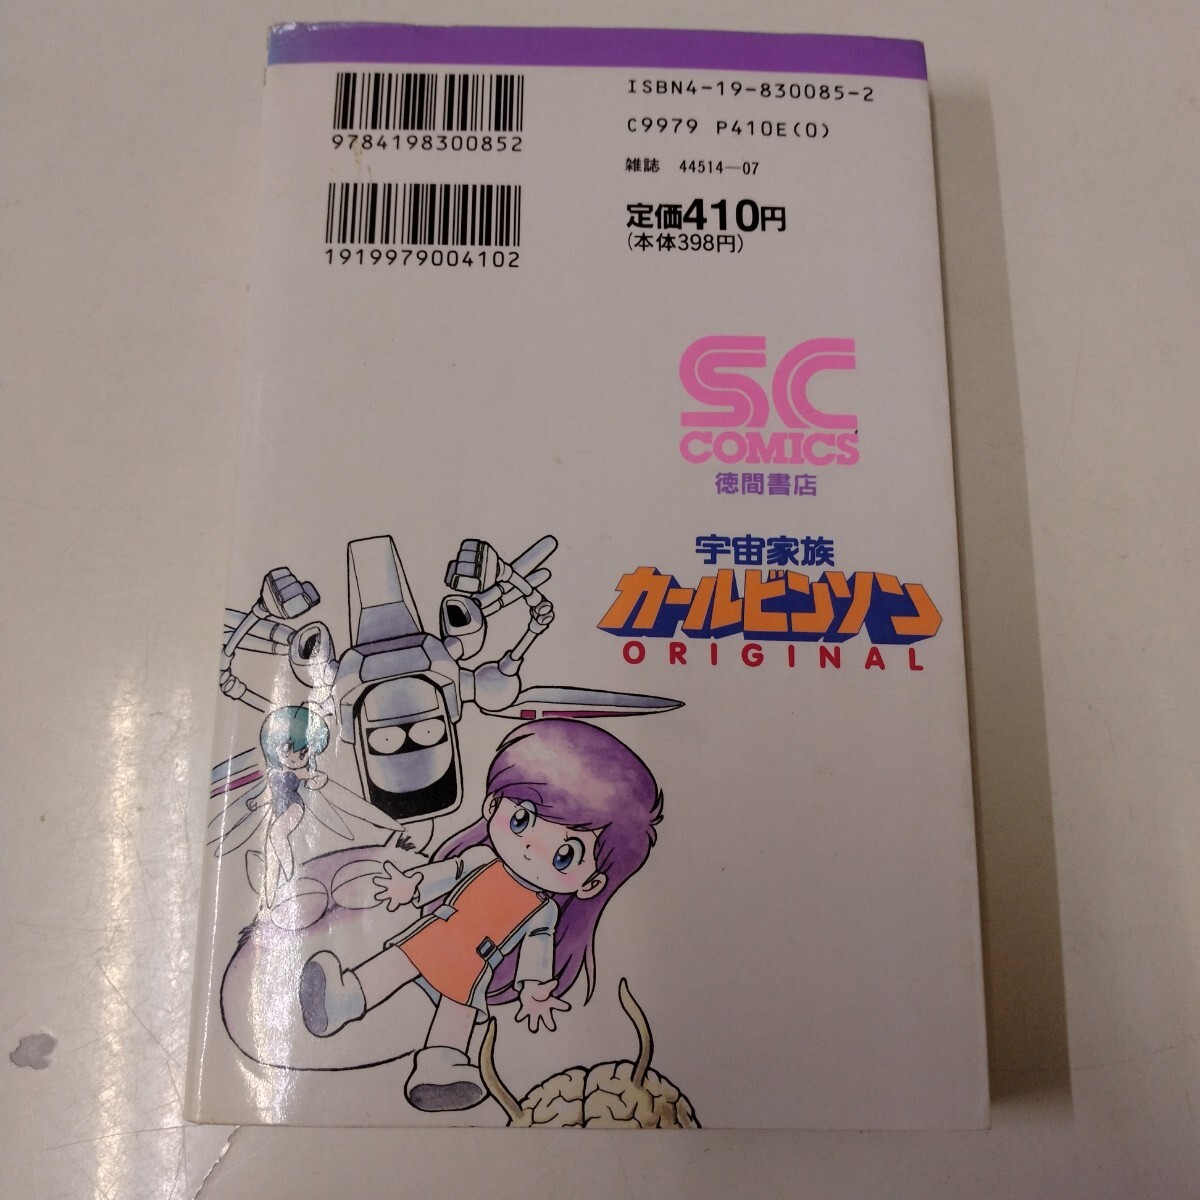 9784198300852
1919979004102
ISBN4-19-830085-2
C9979 P410E(0)
雑誌 44514-07
定価410円
(本体398円)
SC
COMICS
徳間書店
宇宙家族
カールビンソン
ORIGINAL